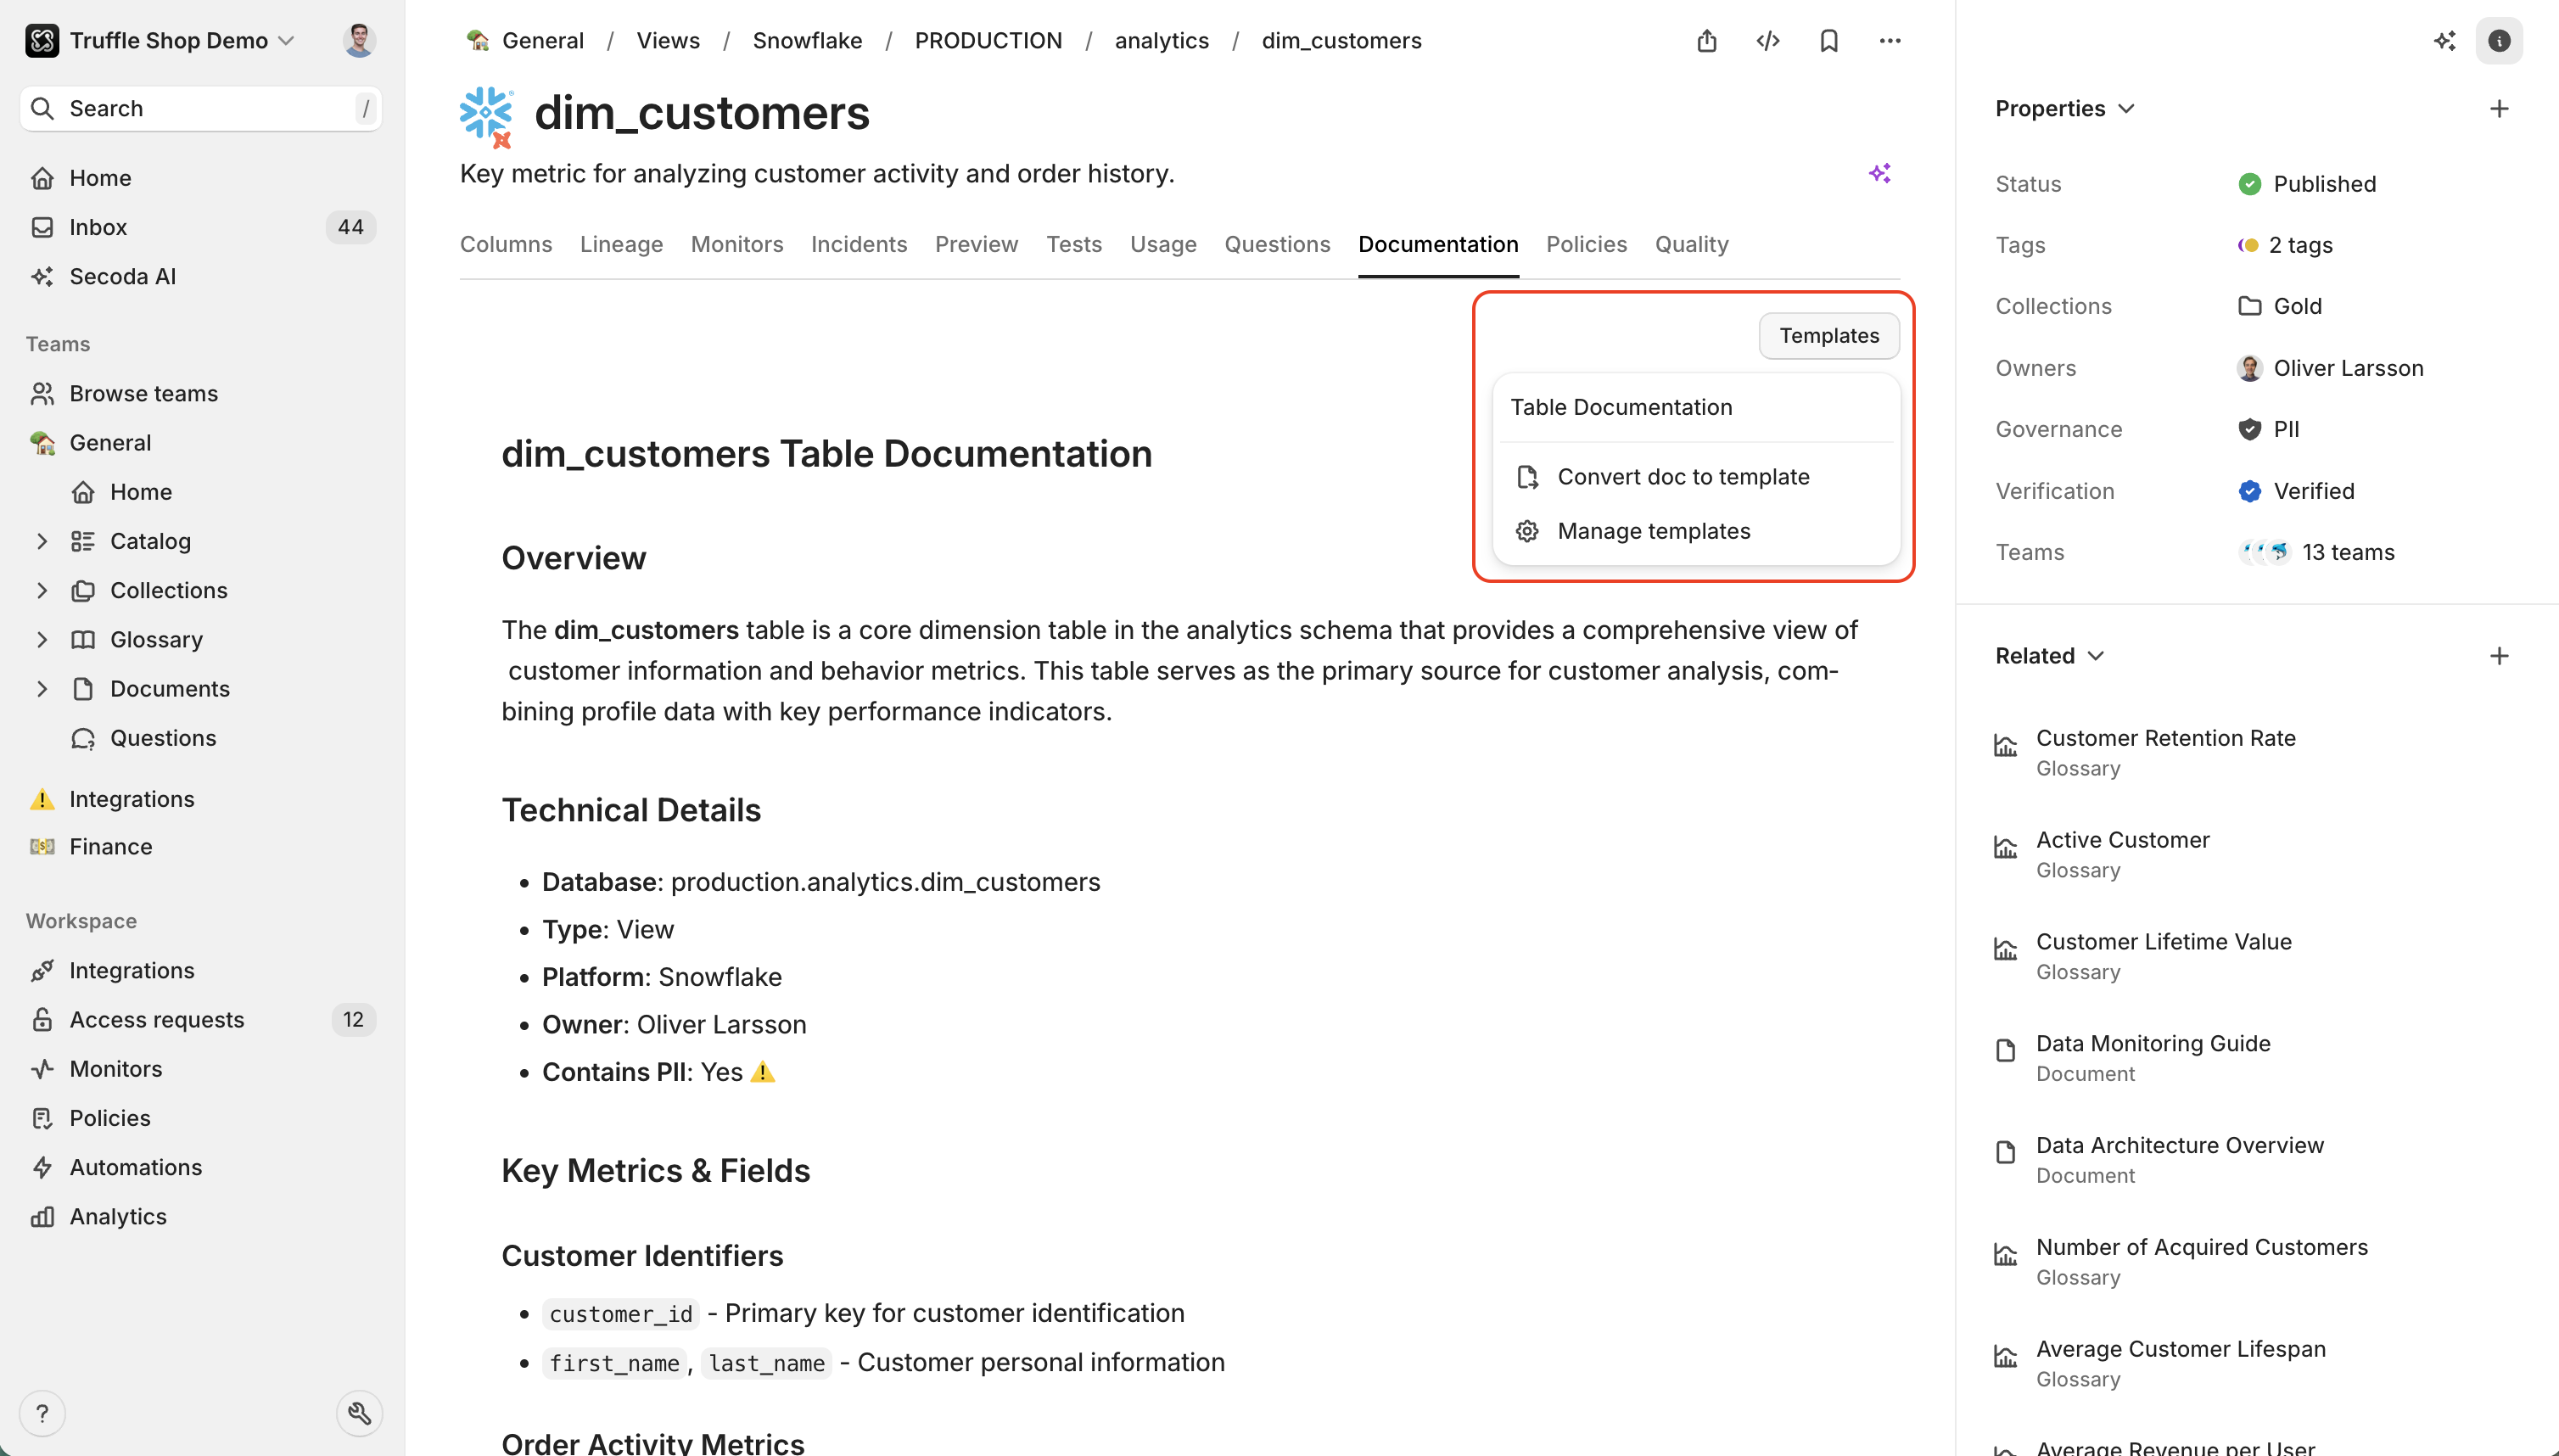 Truffle Shop Demo
Search
/
Home
Inbox
44
Secoda AI
Teams
Browse teams
General
Home
Catalog
Collections
Glossary
Documents
Questions
Integrations
Finance
Workspace
Integrations
Access requests
12
Monitors
Policies
Automations
Analytics
?
General / Views / Snowflake / PRODUCTION / analytics / dim_customers
dim_customers
Key metric for analyzing customer activity and order history.
Columns Lineage Monitors Incidents Preview Tests Usage Questions Documentation Policies Quality
Templates
Table Documentation
Convert doc to template
Manage templates
dim_customers Table Documentation
Overview
The dim_customers table is a core dimension table in the analytics schema that provides a comprehensive view of
customer information and behavior metrics. This table serves as the primary source for customer analysis, com-
bining profile data with key performance indicators.
Technical Details
• Database: production.analytics.dim_customers
• Type: View
• Platform: Snowflake
• Owner: Oliver Larsson
• Contains PII: Yes ⚠️
Key Metrics & Fields
Customer Identifiers
• customer_id - Primary key for customer identification
• first_name, last_name - Customer personal information
Order Activity Metrics
Properties
Status Published
Tags 2 tags
Collections Gold
Owners Oliver Larsson
Governance PII
Verification Verified
Teams 13 teams
Related
Customer Retention Rate
Glossary
Active Customer
Glossary
Customer Lifetime Value
Glossary
Data Monitoring Guide
Document
Data Architecture Overview
Document
Number of Acquired Customers
Glossary
Average Customer Lifespan
Glossary
Average Revenue per User